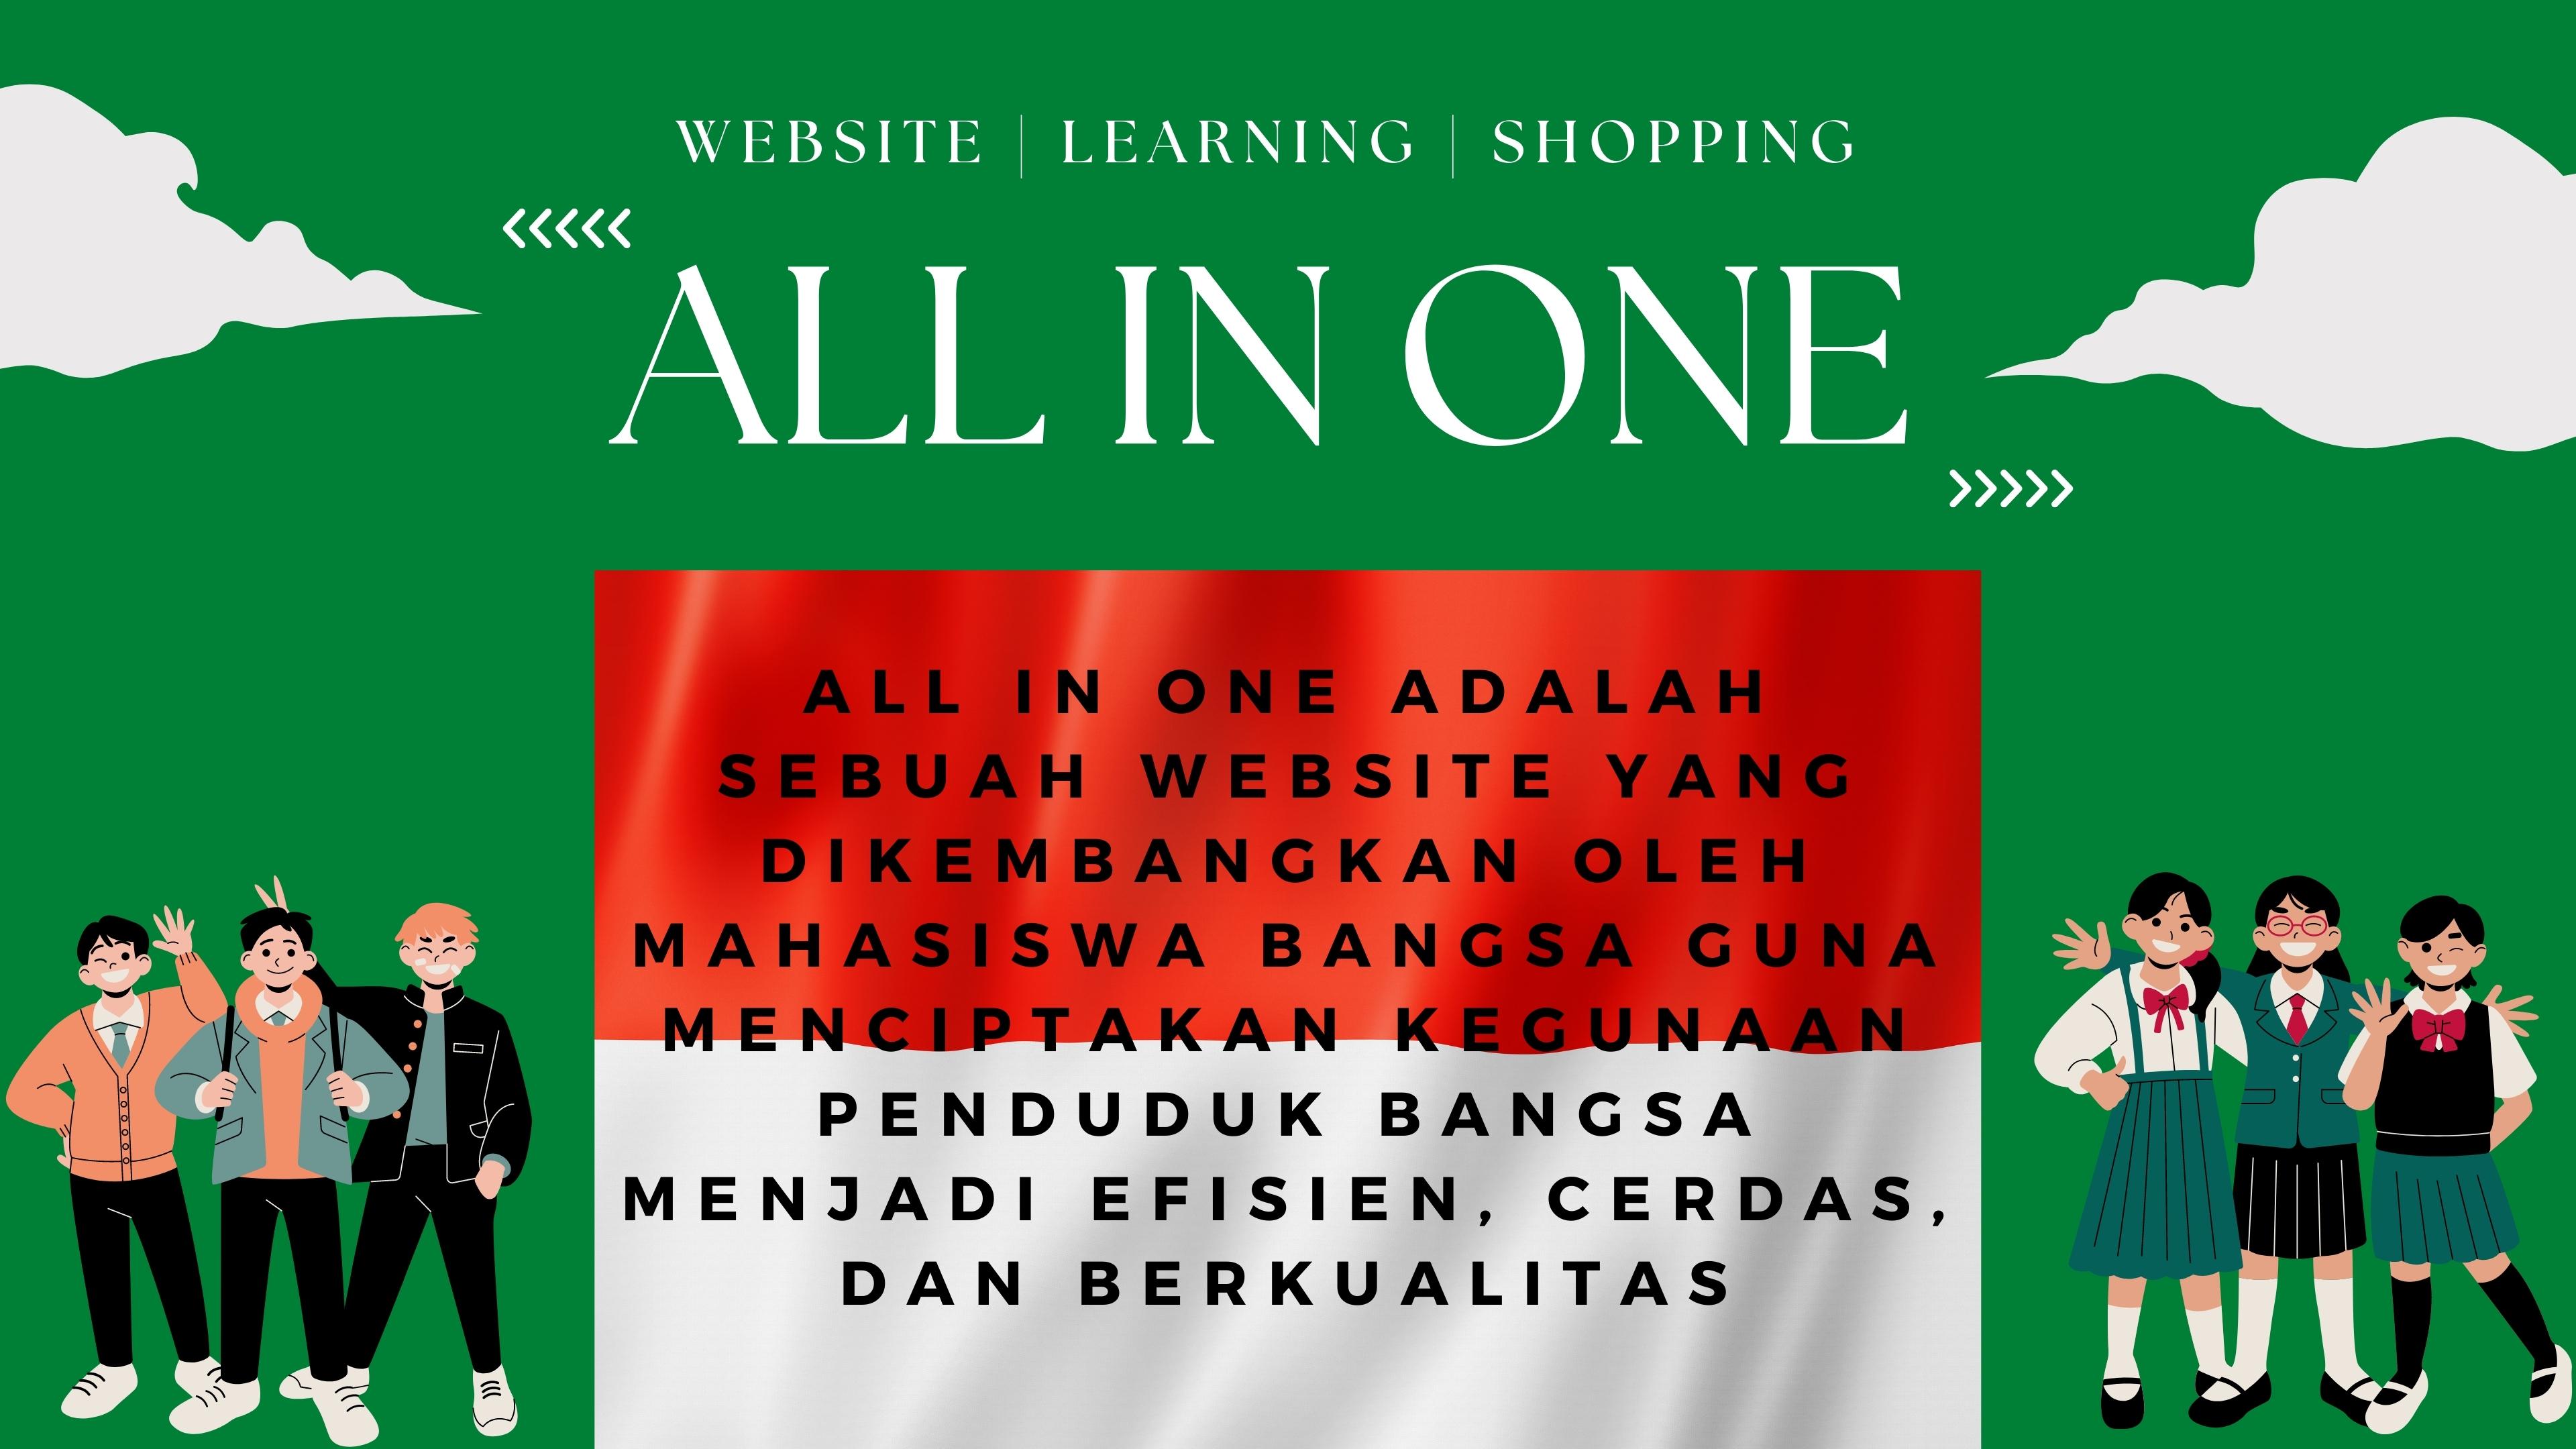 WEBSITE | LEARNING | SHOPPING
<<<<<
ALL IN ONE
>>>>>
ALL IN ONE ADALAH
SEBUAH WEBSITE YANG
DIKEMBANGKAN OLEH
MAHASISWA BANGSA GUNA
MENCIPTAKAN KEGUNAAN
PENDUDUK BANGSA
MENJADI EFISIEN, CERDAS,
DAN BERKUALITAS